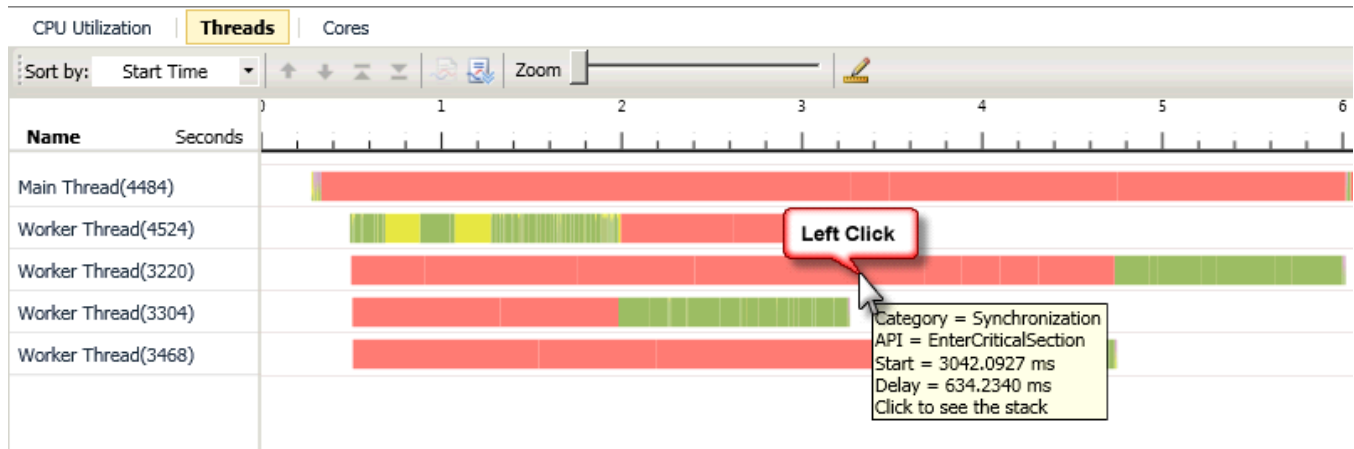 CPU Utilization Threads Cores
Sort by: Start Time Zoom
0 1 2 3 4 5 6
Name Seconds
Main Thread(4484)
Worker Thread(4524)
Left Click
Worker Thread(3220)
Worker Thread(3304)
Worker Thread(3468)
Category = Synchronization
API = EnterCriticalSection
Start = 3042.0927 ms
Delay = 634.2340 ms
Click to see the stack